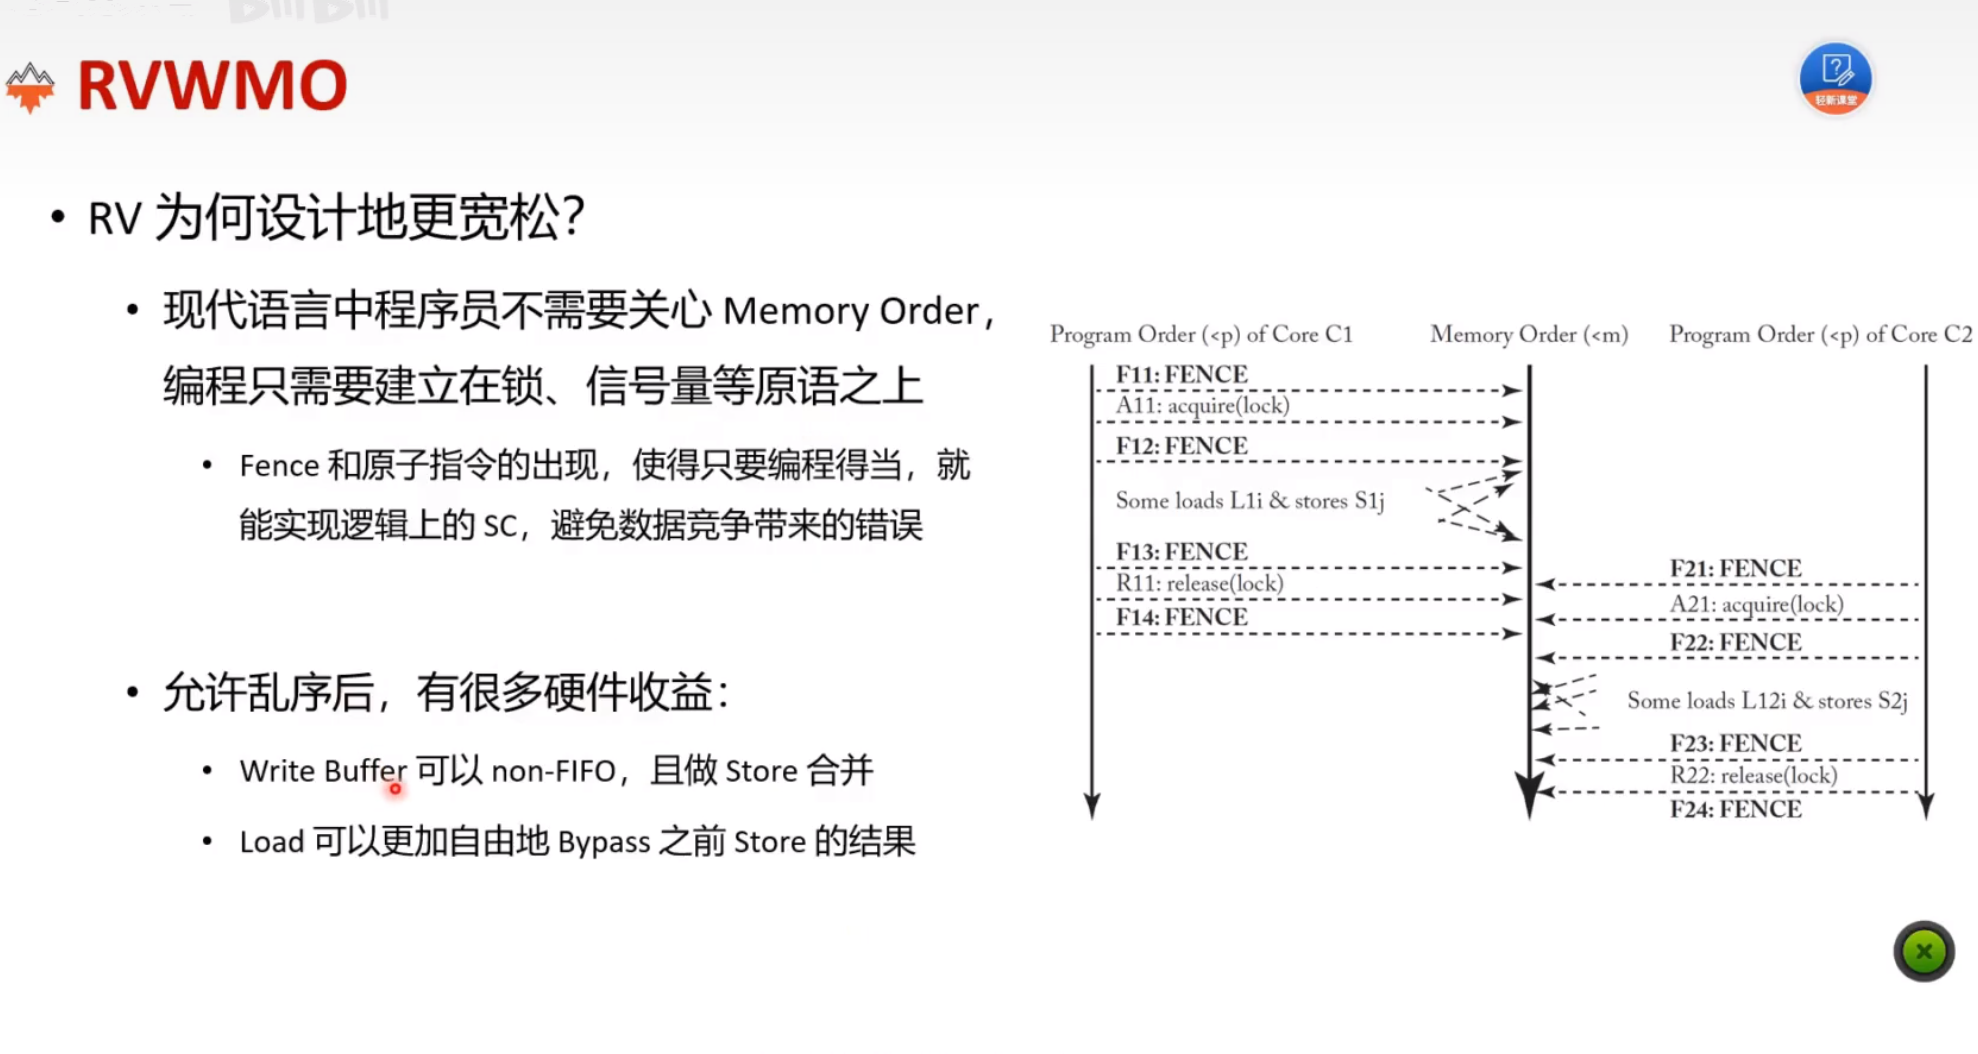 RVWMO
轻新课堂
• RV 为何设计地更宽松?
• 现代语言中程序员不需要关心 Memory Order,
编程只需要建立在锁、信号量等原语之上
• Fence 和原子指令的出现，使得只要编程得当，就
能实现逻辑上的 SC，避免数据竞争带来的错误
• 允许乱序后，有很多硬件收益：
• Write Buffer 可以 non-FIFO，且做 Store 合并
• Load 可以更加自由地 Bypass 之前 Store 的结果
Program Order (<p) of Core C1
Memory Order (<m)
Program Order (<p) of Core C2
F11: FENCE
A11: acquire(lock)
F12: FENCE
Some loads L1i & stores S1j
F13: FENCE
R11: release(lock)
F14: FENCE
F21: FENCE
A21: acquire(lock)
F22: FENCE
Some loads L12i & stores S2j
F23: FENCE
R22: release(lock)
F24: FENCE